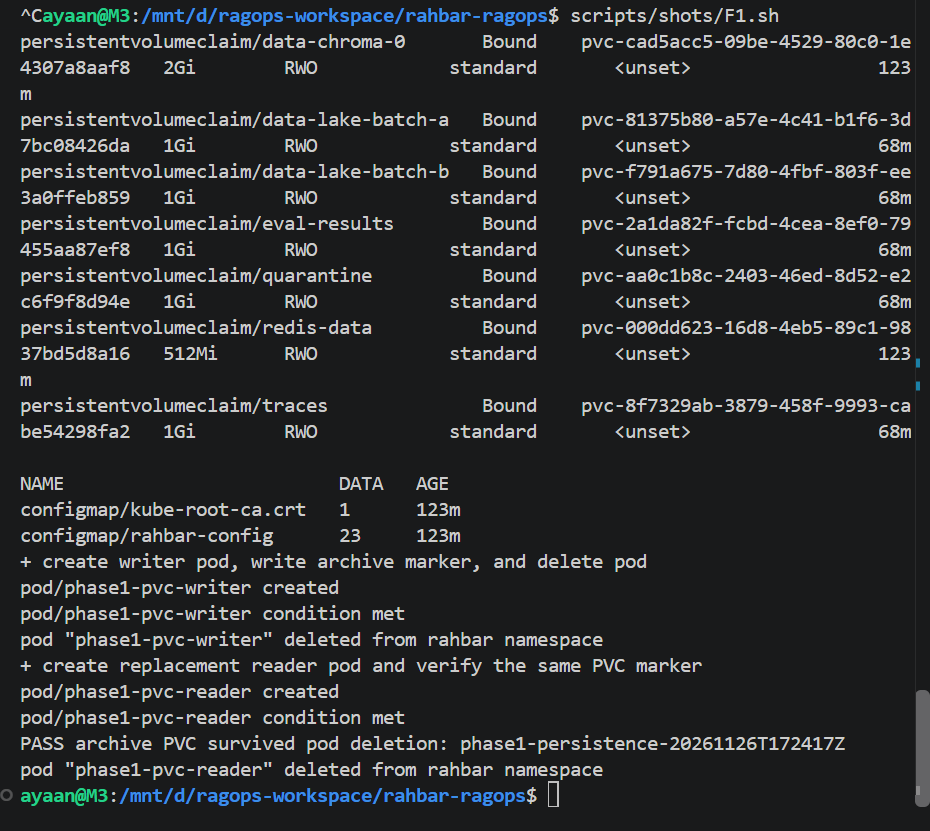 ^Cayaan@M3:/mnt/d/ragops-workspace/rahbar-ragops$ scripts/shots/F1.sh
persistentvolumeclaim/data-chroma-0       Bound    pvc-cad5acc5-09be-4529-80c0-1e
4307a8aaf8   2Gi        RWO            standard       <unset>                 123
m
persistentvolumeclaim/data-lake-batch-a   Bound    pvc-81375b80-a57e-4c41-b1f6-3d
7bc08426da   1Gi        RWO            standard       <unset>                 68m
persistentvolumeclaim/data-lake-batch-b   Bound    pvc-f791a675-7d80-4fbf-803f-ee
3a0ffeb859   1Gi        RWO            standard       <unset>                 68m
persistentvolumeclaim/eval-results        Bound    pvc-2a1da82f-fcbd-4cea-8ef0-79
455aa87ef8   1Gi        RWO            standard       <unset>                 68m
persistentvolumeclaim/quarantine          Bound    pvc-aa0c1b8c-2403-46ed-8d52-e2
c6f9f8d94e   1Gi        RWO            standard       <unset>                 68m
persistentvolumeclaim/redis-data          Bound    pvc-000dd623-16d8-4eb5-89c1-98
37bd5d8a16   512Mi      RWO            standard       <unset>                 123
m
persistentvolumeclaim/traces              Bound    pvc-8f7329ab-3879-458f-9993-ca
be54298fa2   1Gi        RWO            standard       <unset>                 68m

NAME                         DATA   AGE
configmap/kube-root-ca.crt   1      123m
configmap/rahbar-config      23     123m
+ create writer pod, write archive marker, and delete pod
pod/phase1-pvc-writer created
pod/phase1-pvc-writer condition met
pod "phase1-pvc-writer" deleted from rahbar namespace
+ create replacement reader pod and verify the same PVC marker
pod/phase1-pvc-reader created
pod/phase1-pvc-reader condition met
PASS archive PVC survived pod deletion: phase1-persistence-20261126T172417Z
pod "phase1-pvc-reader" deleted from rahbar namespace
ayaan@M3:/mnt/d/ragops-workspace/rahbar-ragops$